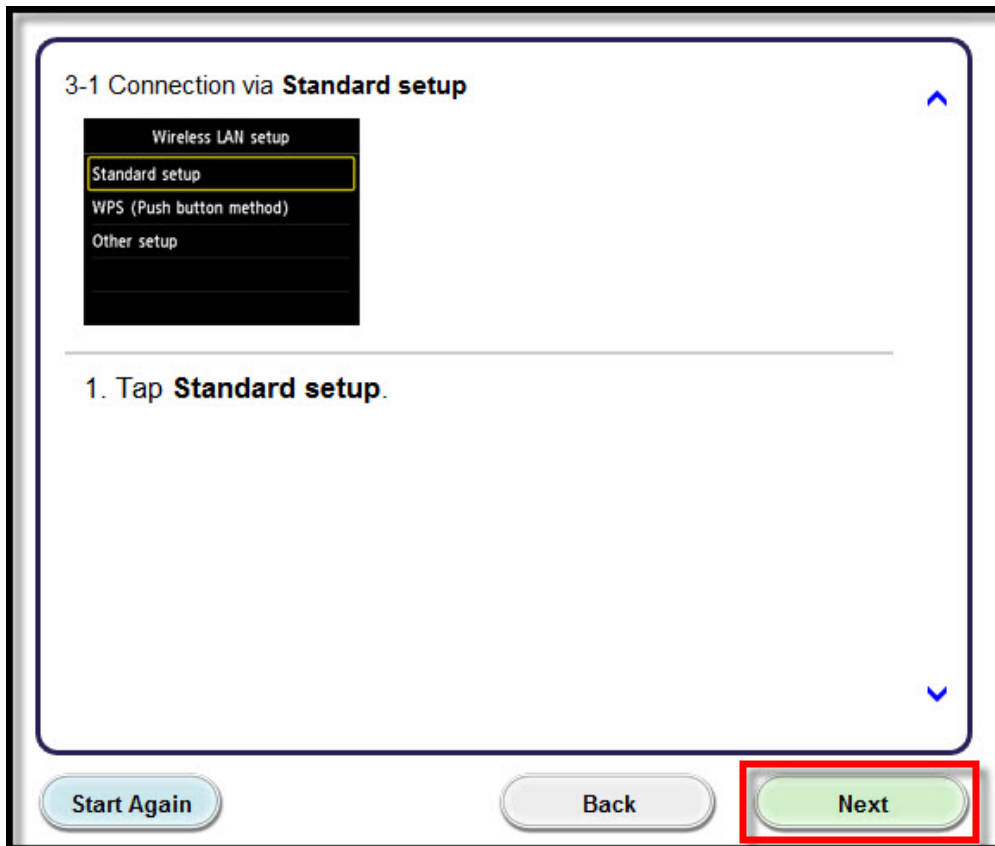 3-1 Connection via Standard setup
Wireless LAN setup
Standard setup
WPS (Push button method)
Other setup
1. Tap Standard setup.
Start Again
Back
Next